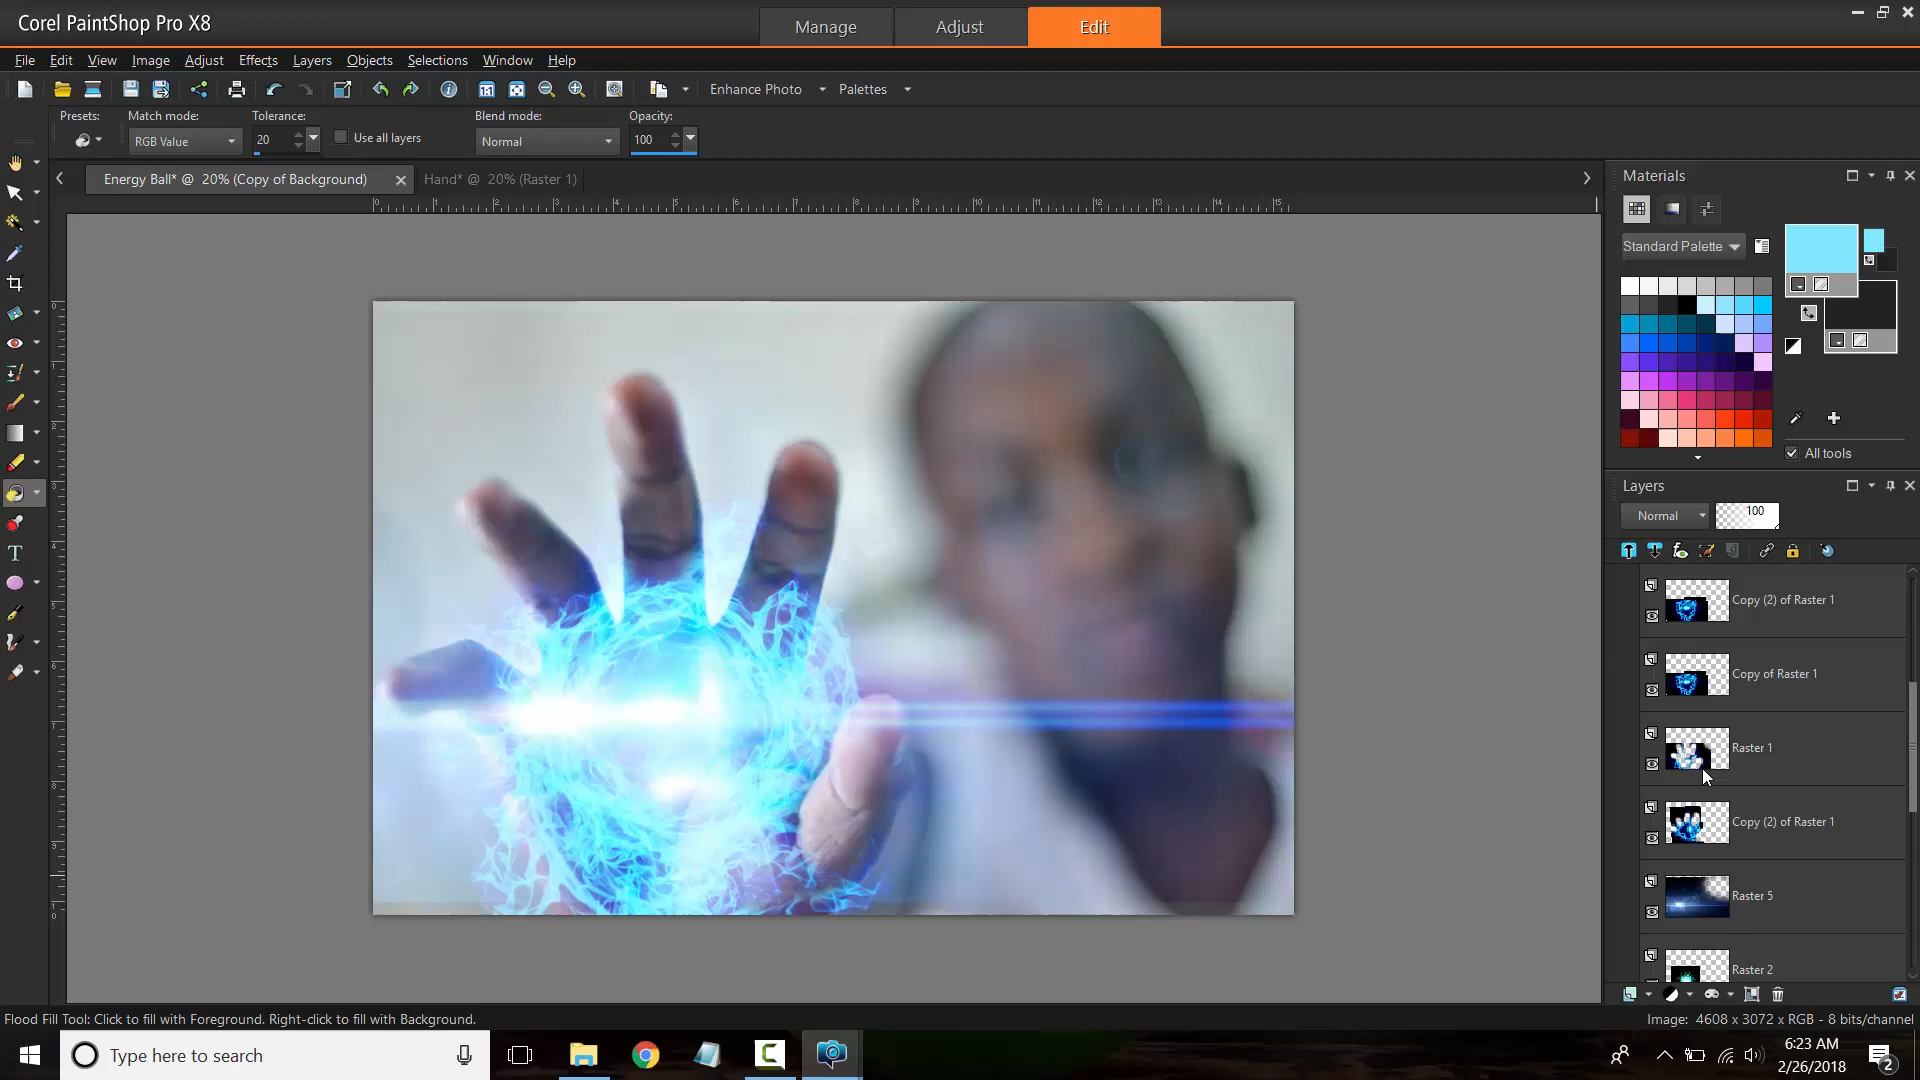 Corel PaintShop Pro X8
Manage
Adjust
Edit
File Edit View Image Adjust Effects Layers Objects Selections Window Help
Enhance Photo
Palettes
Presets:
Match mode:
Tolerance:
Blend mode:
Opacity:
RGB Value
20
Use all layers
Normal
100
Energy Ball* @ 20% (Copy of Background)
Hand* @ 20% (Raster 1)
Materials
Standard Palette
All tools
Layers
Normal
100
Copy (2) of Raster 1
Copy of Raster 1
Raster 1
Copy (2) of Raster 1
Raster 5
Raster 2
Flood Fill Tool: Click to fill with Foreground. Right-click to fill with Background.
Image: 4608 x 3072 x RGB - 8 bits/channel
Type here to search
6:23 AM
2/26/2018
2